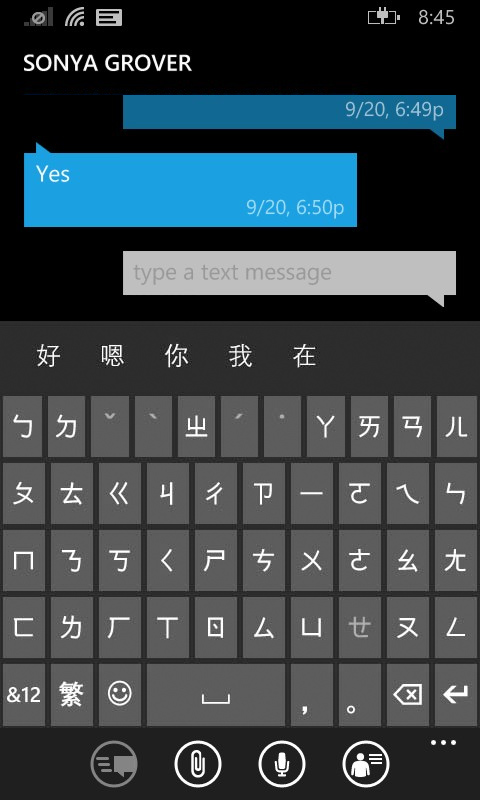 8:45
SONYA GROVER
9/20, 6:49p
Yes
9/20, 6:50p
type a text message
好 嗯 你 我 在
ㄅ ㄉ ˇ ˋ ㄓ ˊ ˙ ㄚ ㄞ ㄢ ㄦ
ㄆ ㄊ ㄍ ㄐ ㄔ ㄗ ㄧ ㄛ ㄟ ㄣ
ㄇ ㄋ ㄎ ㄑ ㄕ ㄘ ㄨ ㄜ ㄠ ㄤ
ㄈ ㄌ ㄏ ㄒ ㄖ ㄙ ㄩ ㄝ ㄡ ㄥ
&12 繁 , 。